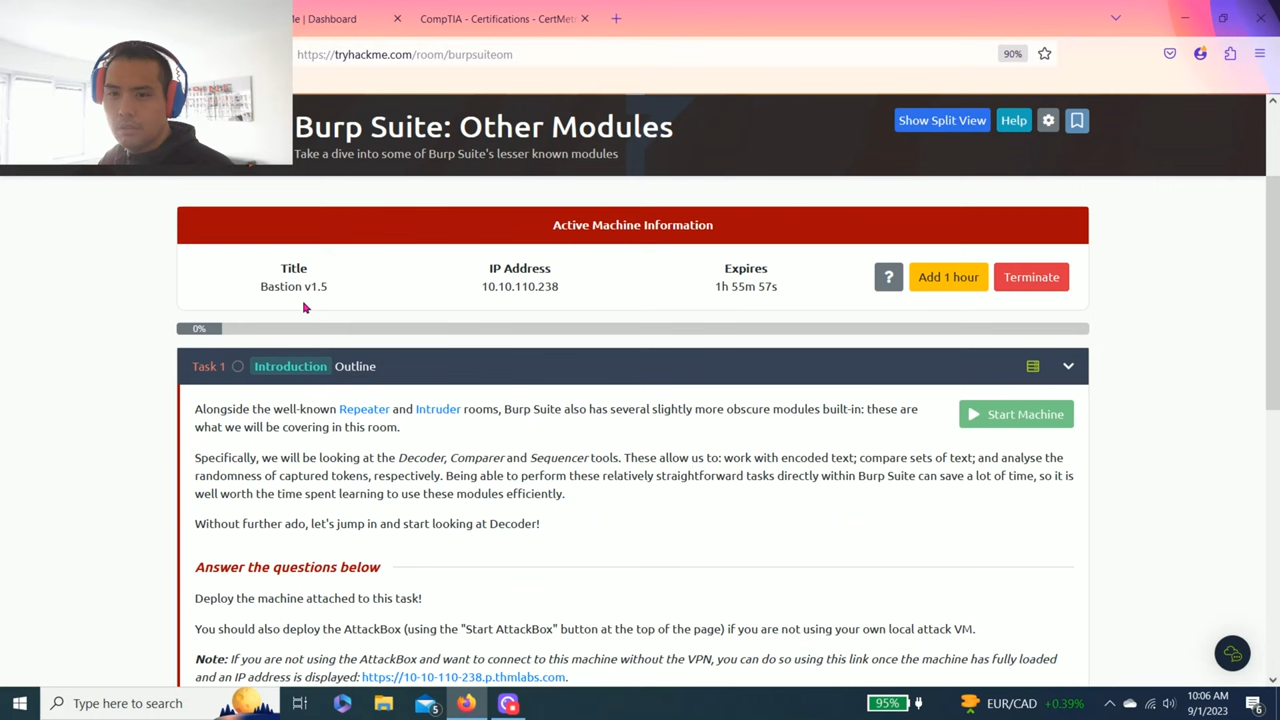 Me | Dashboard
CompTIA - Certifications - CertMet
https://tryhackme.com/room/burpsuiteom
90%
Burp Suite: Other Modules
Take a dive into some of Burp Suite's lesser known modules
Show Split View
Help
Active Machine Information
Title
IP Address
Expires
Bastion v1.5
10.10.110.238
1h 55m 57s
?
Add 1 hour
Terminate
0%
Task 1 Introduction Outline
Alongside the well-known Repeater and Intruder rooms, Burp Suite also has several slightly more obscure modules built-in: these are
what we will be covering in this room.
Start Machine
Specifically, we will be looking at the Decoder, Comparer and Sequencer tools. These allow us to: work with encoded text; compare sets of text; and analyse the
randomness of captured tokens, respectively. Being able to perform these relatively straightforward tasks directly within Burp Suite can save a lot of time, so it is
well worth the time spent learning to use these modules efficiently.
Without further ado, let's jump in and start looking at Decoder!
Answer the questions below
Deploy the machine attached to this task!
You should also deploy the AttackBox (using the "Start AttackBox" button at the top of the page) if you are not using your own local attack VM.
Note: If you are not using the AttackBox and want to connect to this machine without the VPN, you can do so using this link once the machine has fully loaded
and an IP address is displayed: https://10-10-110-238.p.thmlabs.com.
Type here to search
5
95%
EUR/CAD +0.39%
10:06 AM
9/1/2023
6